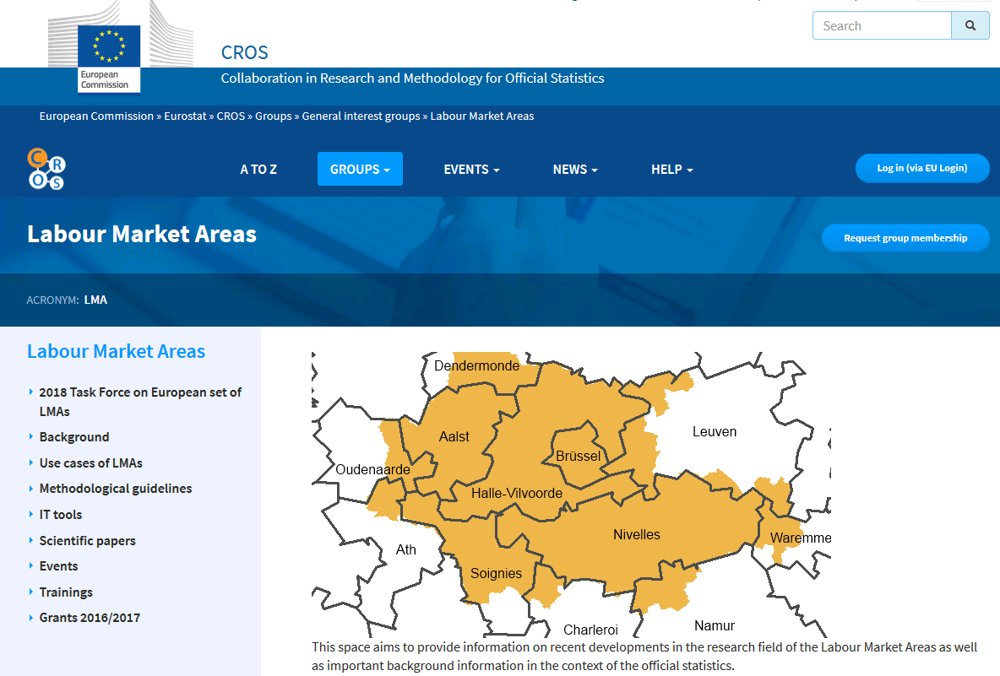 Search
CROS
European
Commission
Collaboration in Research and Methodology for Official Statistics
European Commission » Eurostat » CROS » Groups » General interest groups » Labour Market Areas
C R O S
A TO Z
GROUPS
EVENTS
NEWS
HELP
Log in (via EU Login)
Labour Market Areas
Request group membership
ACRONYM: LMA
Labour Market Areas
2018 Task Force on European set of
LMAs
Background
Use cases of LMAs
Methodological guidelines
IT tools
Scientific papers
Events
Trainings
Grants 2016/2017
Dendermonde
Aalst
Leuven
Brüssel
Oudenaarde
Halle-Vilvoorde
Nivelles
Waremme
Ath
Soignies
Namur
Charleroi
This space aims to provide information on recent developments in the research field of the Labour Market Areas as well
as important background information in the context of the official statistics.